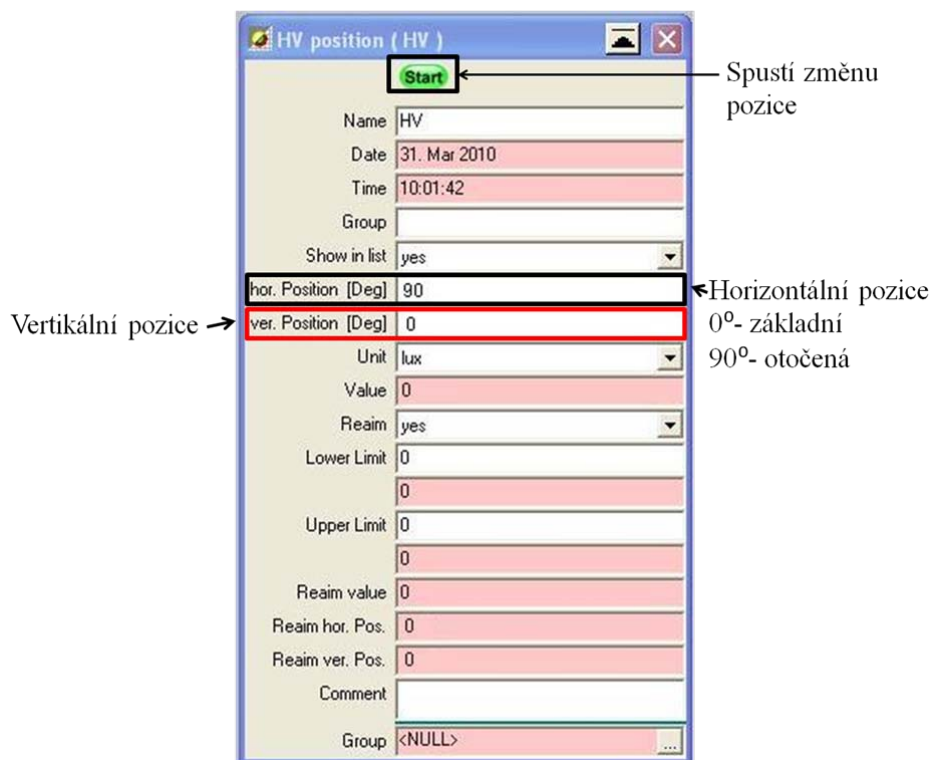 HV position ( HV )
Start
Spustí změnu
pozice
Name HV
Date 31. Mar 2010
Time 10:01:42
Group
Show in list yes
hor. Position [Deg] 90
Horizontální pozice
0⁰- základní
90⁰- otočená
Vertikální pozice
ver. Position [Deg] 0
Unit lux
Value 0
Reaim yes
Lower Limit 0
0
Upper Limit 0
0
Reaim value 0
Reaim hor. Pos. 0
Reaim ver. Pos. 0
Comment
Group <NULL> ...